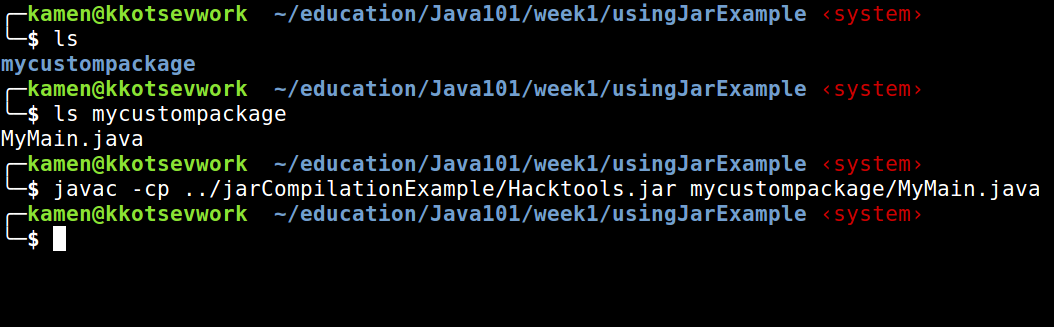 ╭─kamen@kkotsevwork  ~/education/Java101/week1/usingJarExample ‹system›
╰─$ ls
mycustompackage
╭─kamen@kkotsevwork  ~/education/Java101/week1/usingJarExample ‹system›
╰─$ ls mycustompackage
MyMain.java
╭─kamen@kkotsevwork  ~/education/Java101/week1/usingJarExample ‹system›
╰─$ javac -cp ../jarCompilationExample/Hacktools.jar mycustompackage/MyMain.java
╭─kamen@kkotsevwork  ~/education/Java101/week1/usingJarExample ‹system›
╰─$